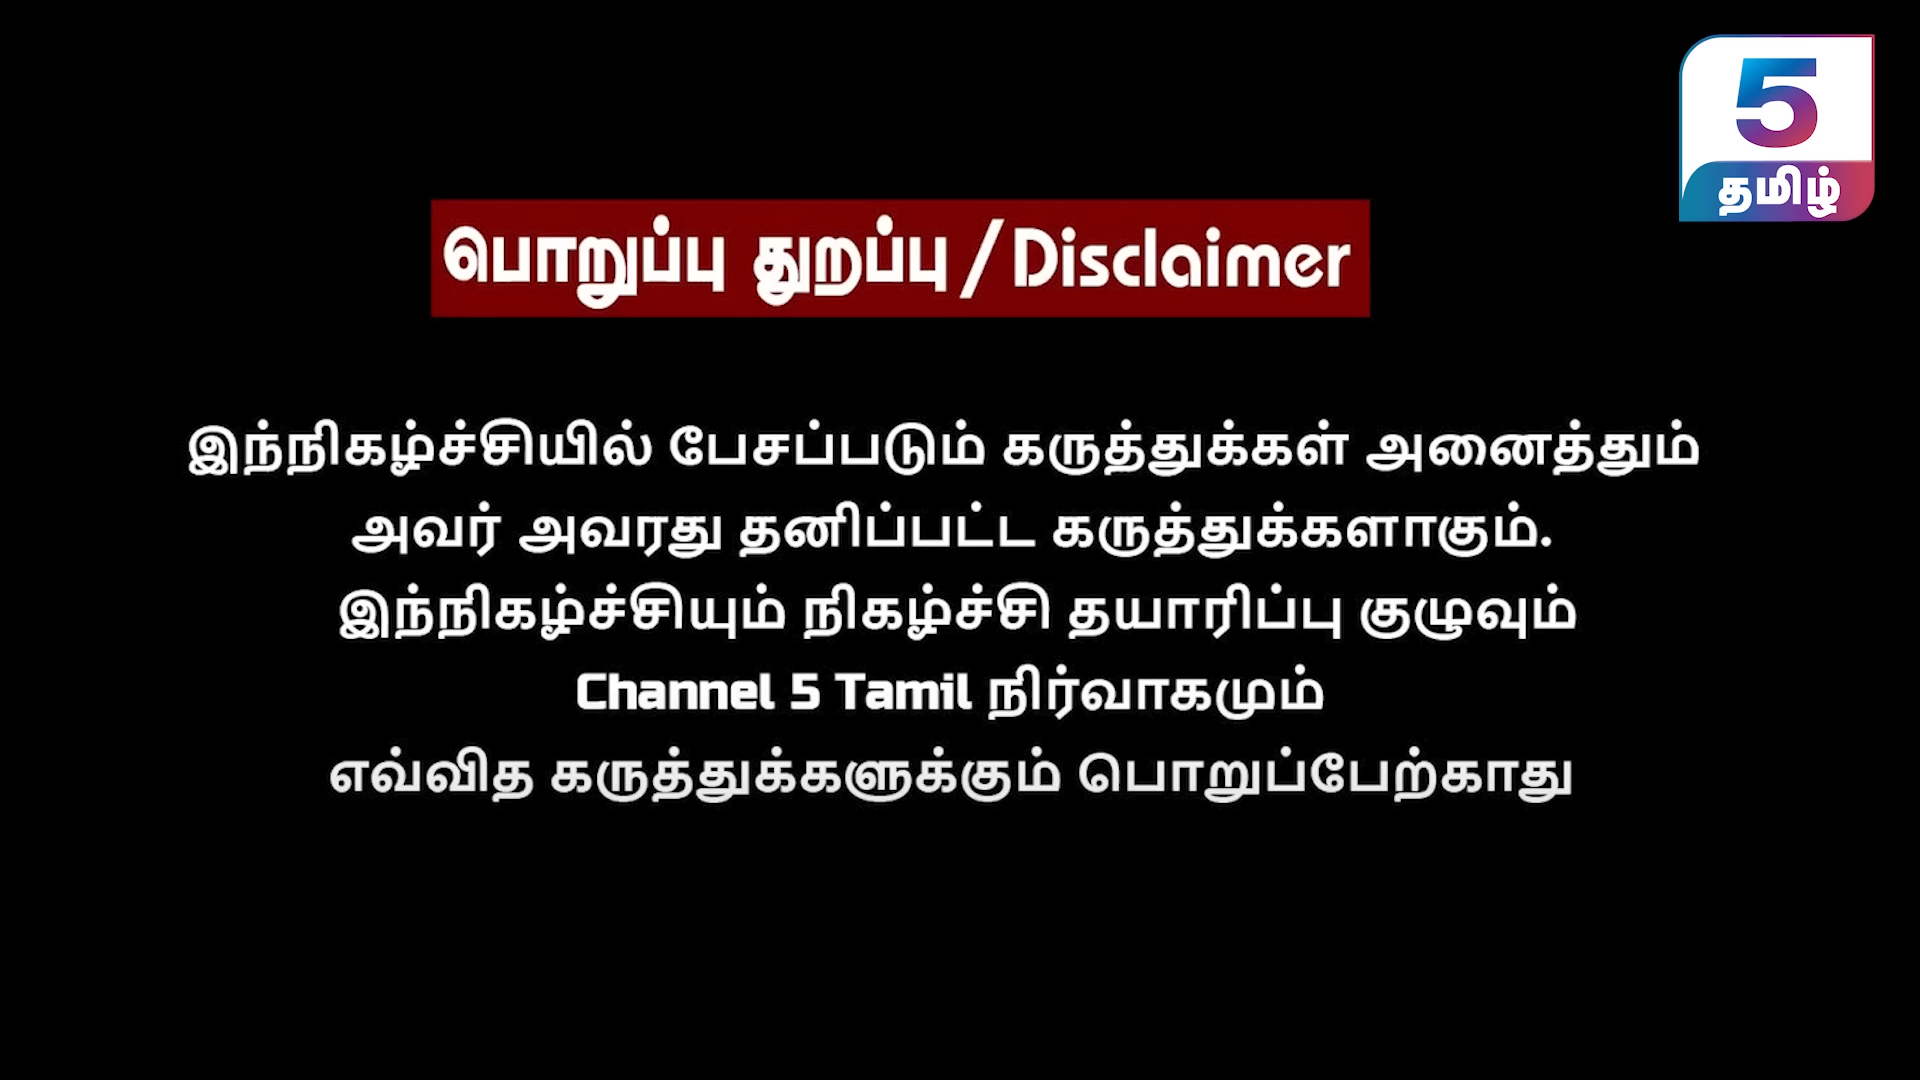 5
தமிழ்
பொறுப்பு துறப்பு / Disclaimer
இந்நிகழ்ச்சியில் பேசப்படும் கருத்துக்கள் அனைத்தும்
அவர் அவரது தனிப்பட்ட கருத்துக்களாகும்.
இந்நிகழ்ச்சியும் நிகழ்ச்சி தயாரிப்பு குழுவும்
Channel 5 Tamil நிர்வாகமும்
எவ்வித கருத்துக்களுக்கும் பொறுப்பேற்காது